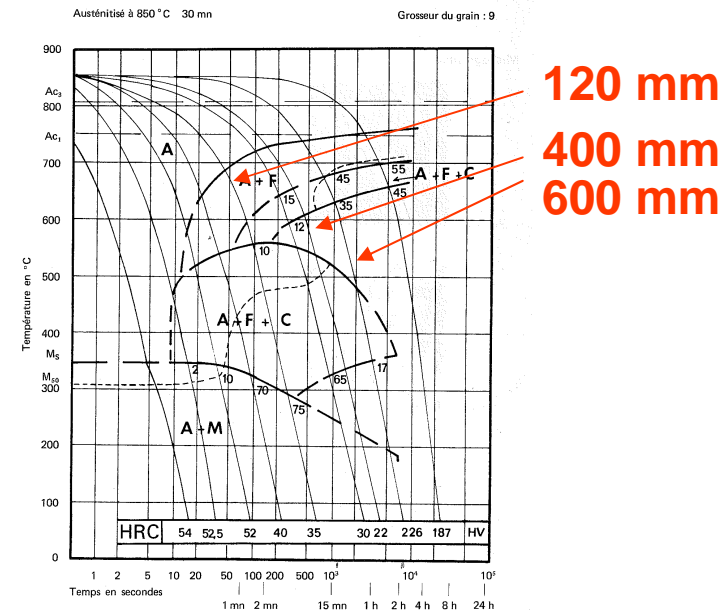 Austénitisé à 850°C 30 mn
Grosseur du grain : 9
900
Ac₃
800
120 mm
Ac₁
A
400 mm
700
A+F
45
55
A+F+C
15
35
45
600 mm
600
12
10
500
Température en °C
400
A+F+C
Ms
2
10
65
17
M₅₀
300
70
75
200
A+M
100
HRC 54 52,5 52 40 35 30 22 226 187 HV
0
1 2 5 10 20 50 100 200 500 10³ 10⁴ 10⁵
Temps en secondes
1 mn 2 mn 15 mn 1 h 2 h 4 h 8 h 24 h